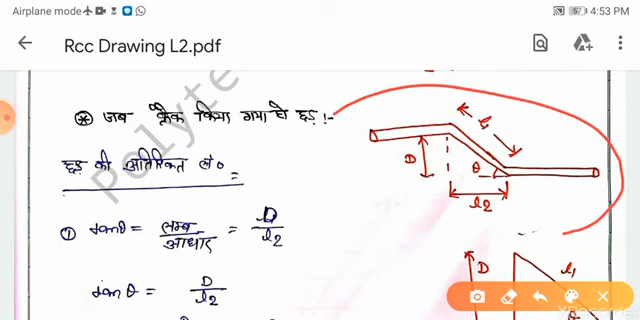 Airplane mode 57 4:53 PM
Rcc Drawing L2.pdf
* जब क्रैंक किया गया हो छड़ :-
l1
D
θ
l2
छड़ की अतिरिक्त लं० =
① tanθ = लम्ब / आधार = D / l2
tanθ = D / l2
D
l1
θ
Polyte